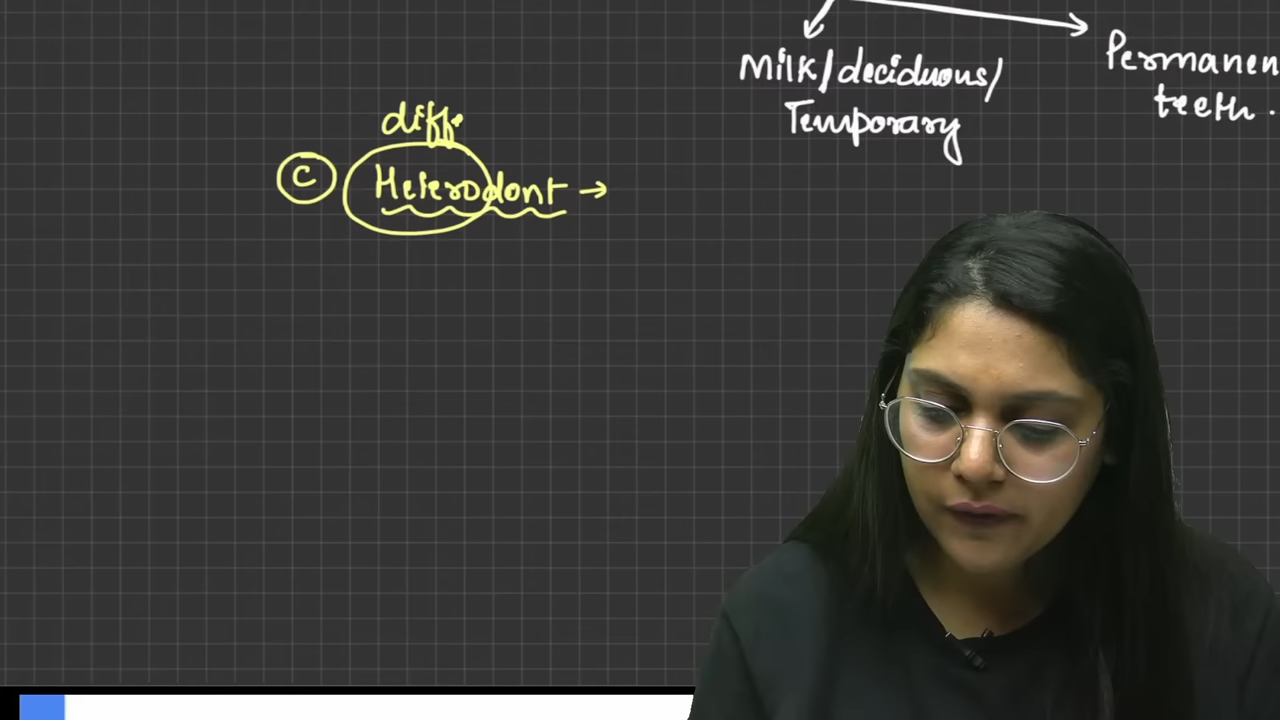 Milk/deciduous/
Temporary
Permanen
teeth.
diff
C Heterodont →